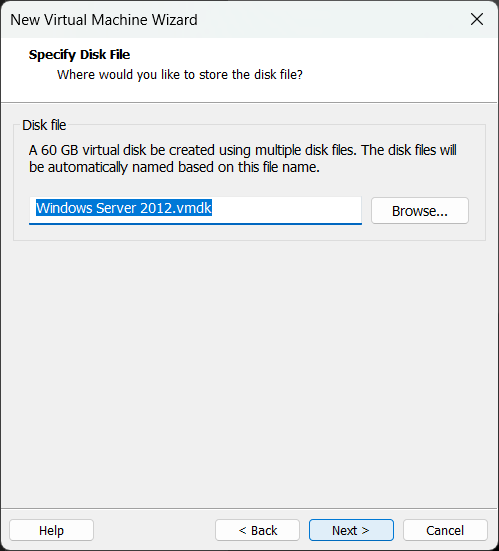 New Virtual Machine Wizard
Specify Disk File
Where would you like to store the disk file?
Disk file
A 60 GB virtual disk be created using multiple disk files. The disk files will
be automatically named based on this file name.
Windows Server 2012.vmdk
Browse...
Help
< Back
Next >
Cancel